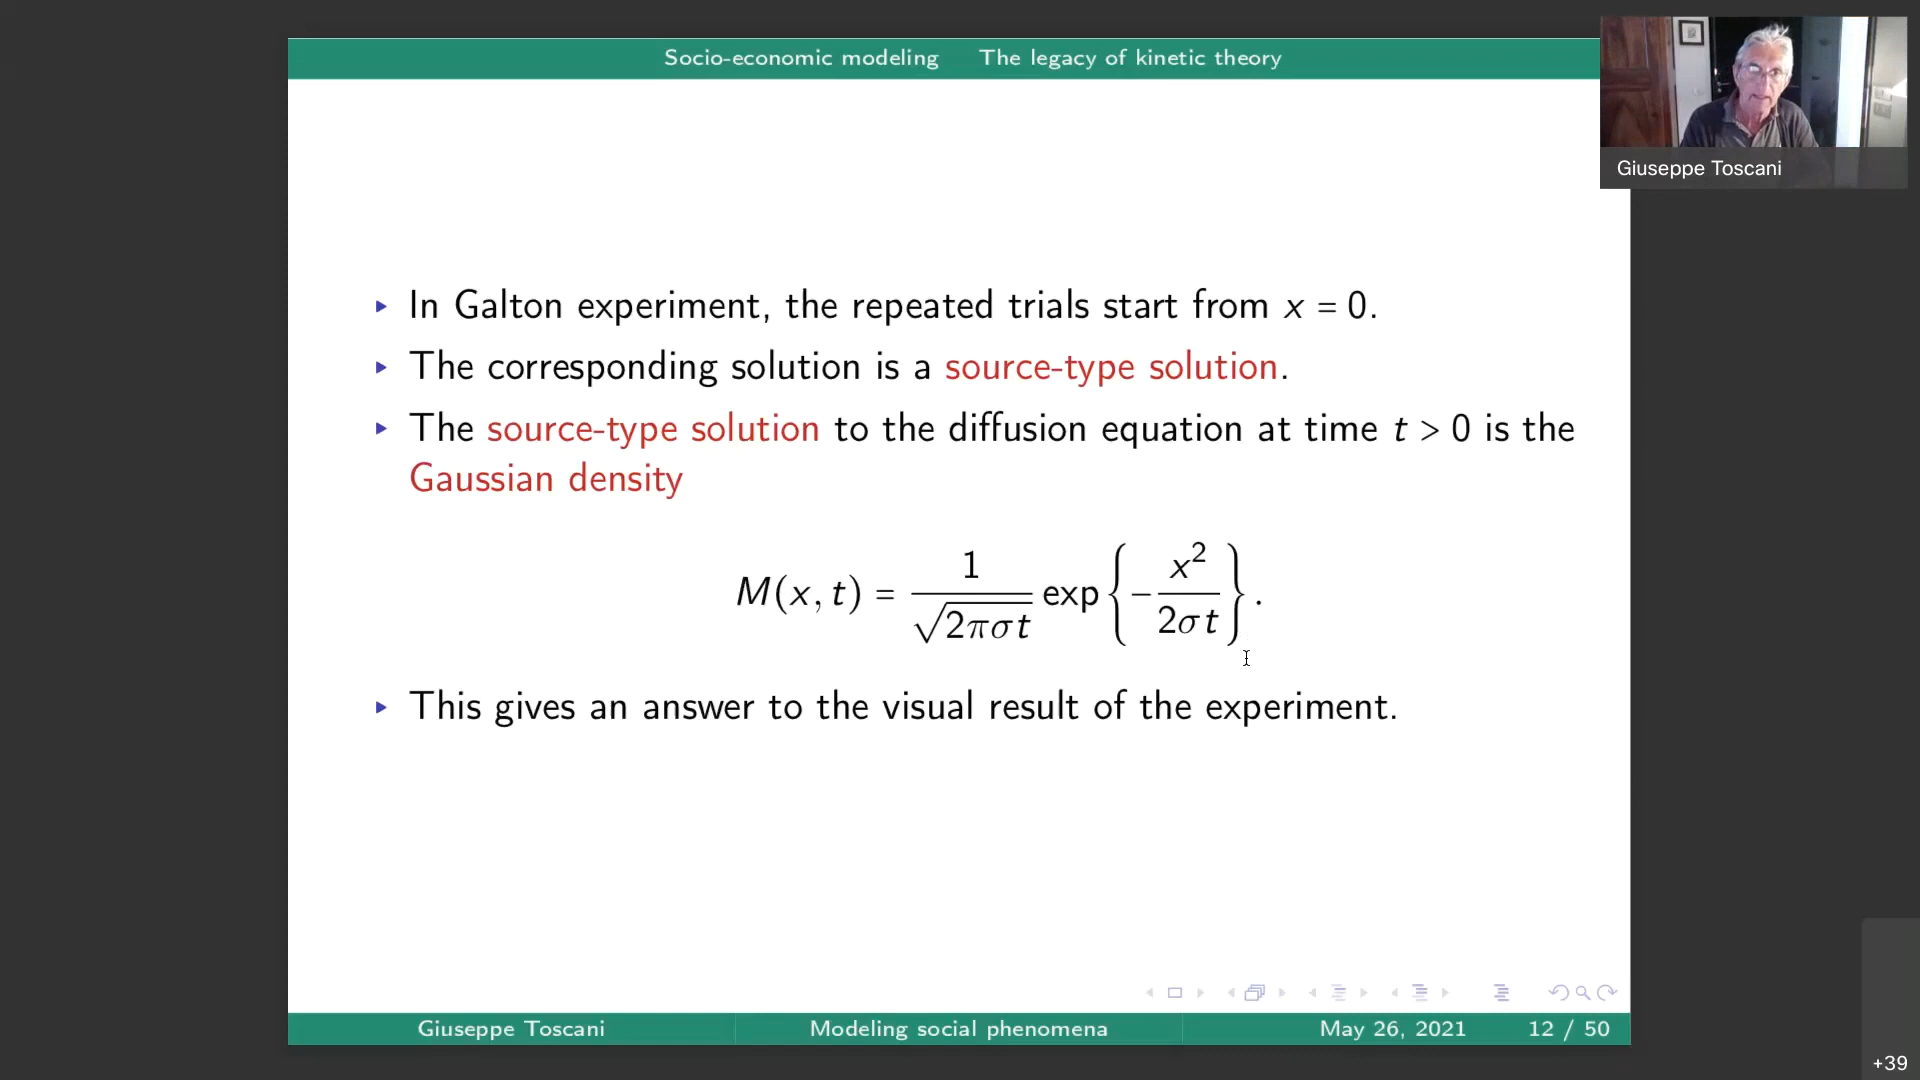 Socio-economic modeling The legacy of kinetic theory
Giuseppe Toscani
▸ In Galton experiment, the repeated trials start from x = 0.
▸ The corresponding solution is a source-type solution.
▸ The source-type solution to the diffusion equation at time t > 0 is the
Gaussian density
M(x, t) = 1/√(2πσt) exp{−x²/(2σt)}.
▸ This gives an answer to the visual result of the experiment.
Giuseppe Toscani Modeling social phenomena May 26, 2021 12 / 50
+39